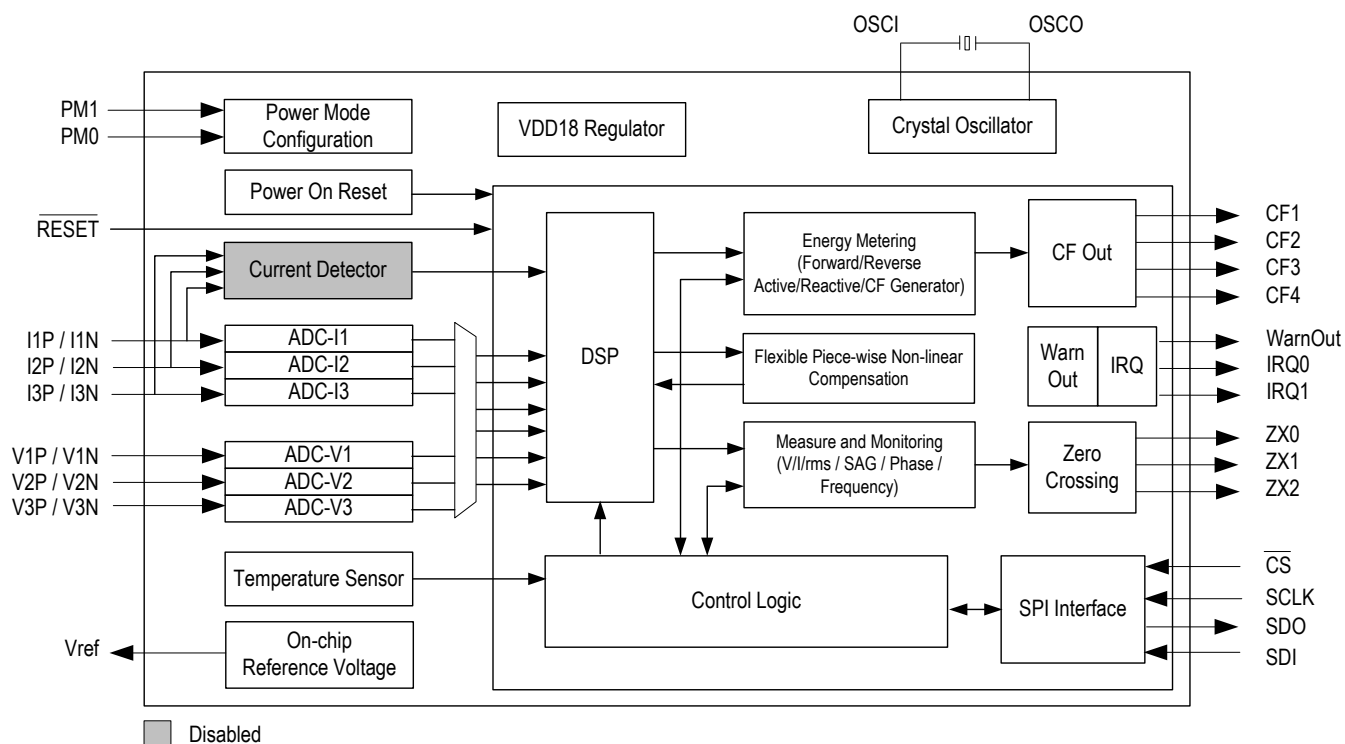 OSCI
OSCO
PM1
PM0
Power Mode
Configuration
VDD18 Regulator
Crystal Oscillator
Power On Reset
RESET
Current Detector
I1P / I1N
I2P / I2N
I3P / I3N
ADC-I1
ADC-I2
ADC-I3
V1P / V1N
V2P / V2N
V3P / V3N
ADC-V1
ADC-V2
ADC-V3
DSP
Energy Metering
(Forward/Reverse
Active/Reactive/CF Generator)
CF Out
CF1
CF2
CF3
CF4
Flexible Piece-wise Non-linear
Compensation
Warn
Out
IRQ
WarnOut
IRQ0
IRQ1
Measure and Monitoring
(V/I/rms / SAG / Phase /
Frequency)
Zero
Crossing
ZX0
ZX1
ZX2
Temperature Sensor
Control Logic
SPI Interface
CS
SCLK
SDO
SDI
Vref
On-chip
Reference Voltage
Disabled